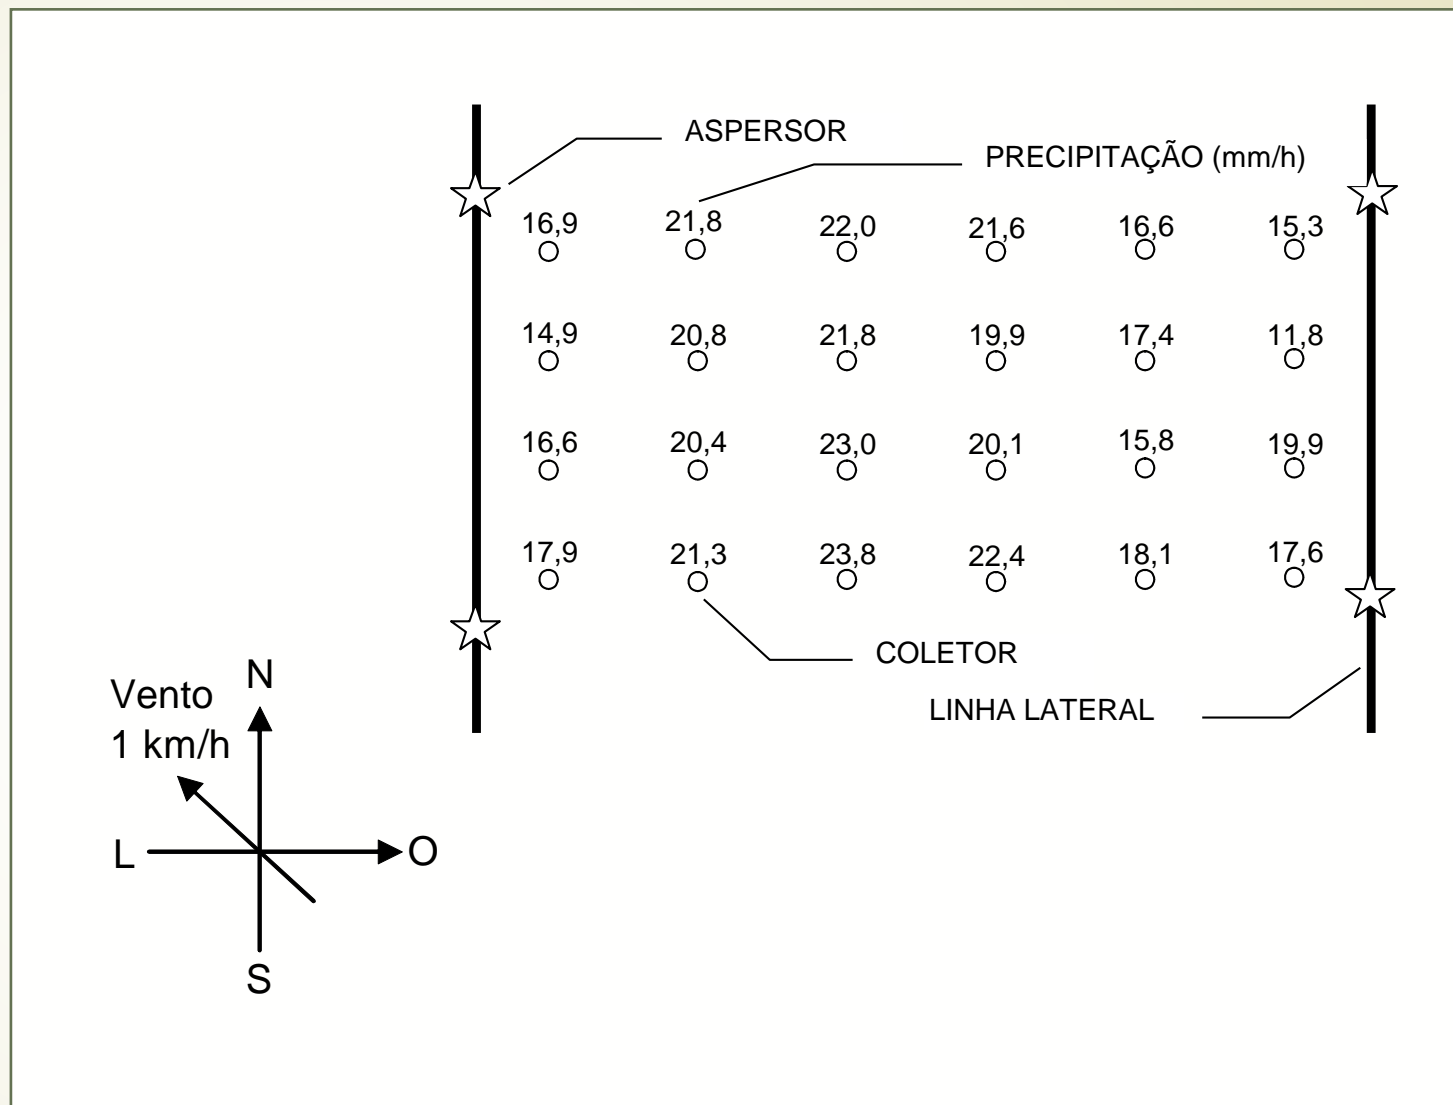 ASPERSOR
PRECIPITAÇÃO (mm/h)
16,9 21,8 22,0 21,6 16,6 15,3
14,9 20,8 21,8 19,9 17,4 11,8
16,6 20,4 23,0 20,1 15,8 19,9
17,9 21,3 23,8 22,4 18,1 17,6
COLETOR
LINHA LATERAL
Vento
1 km/h
N
L
O
S